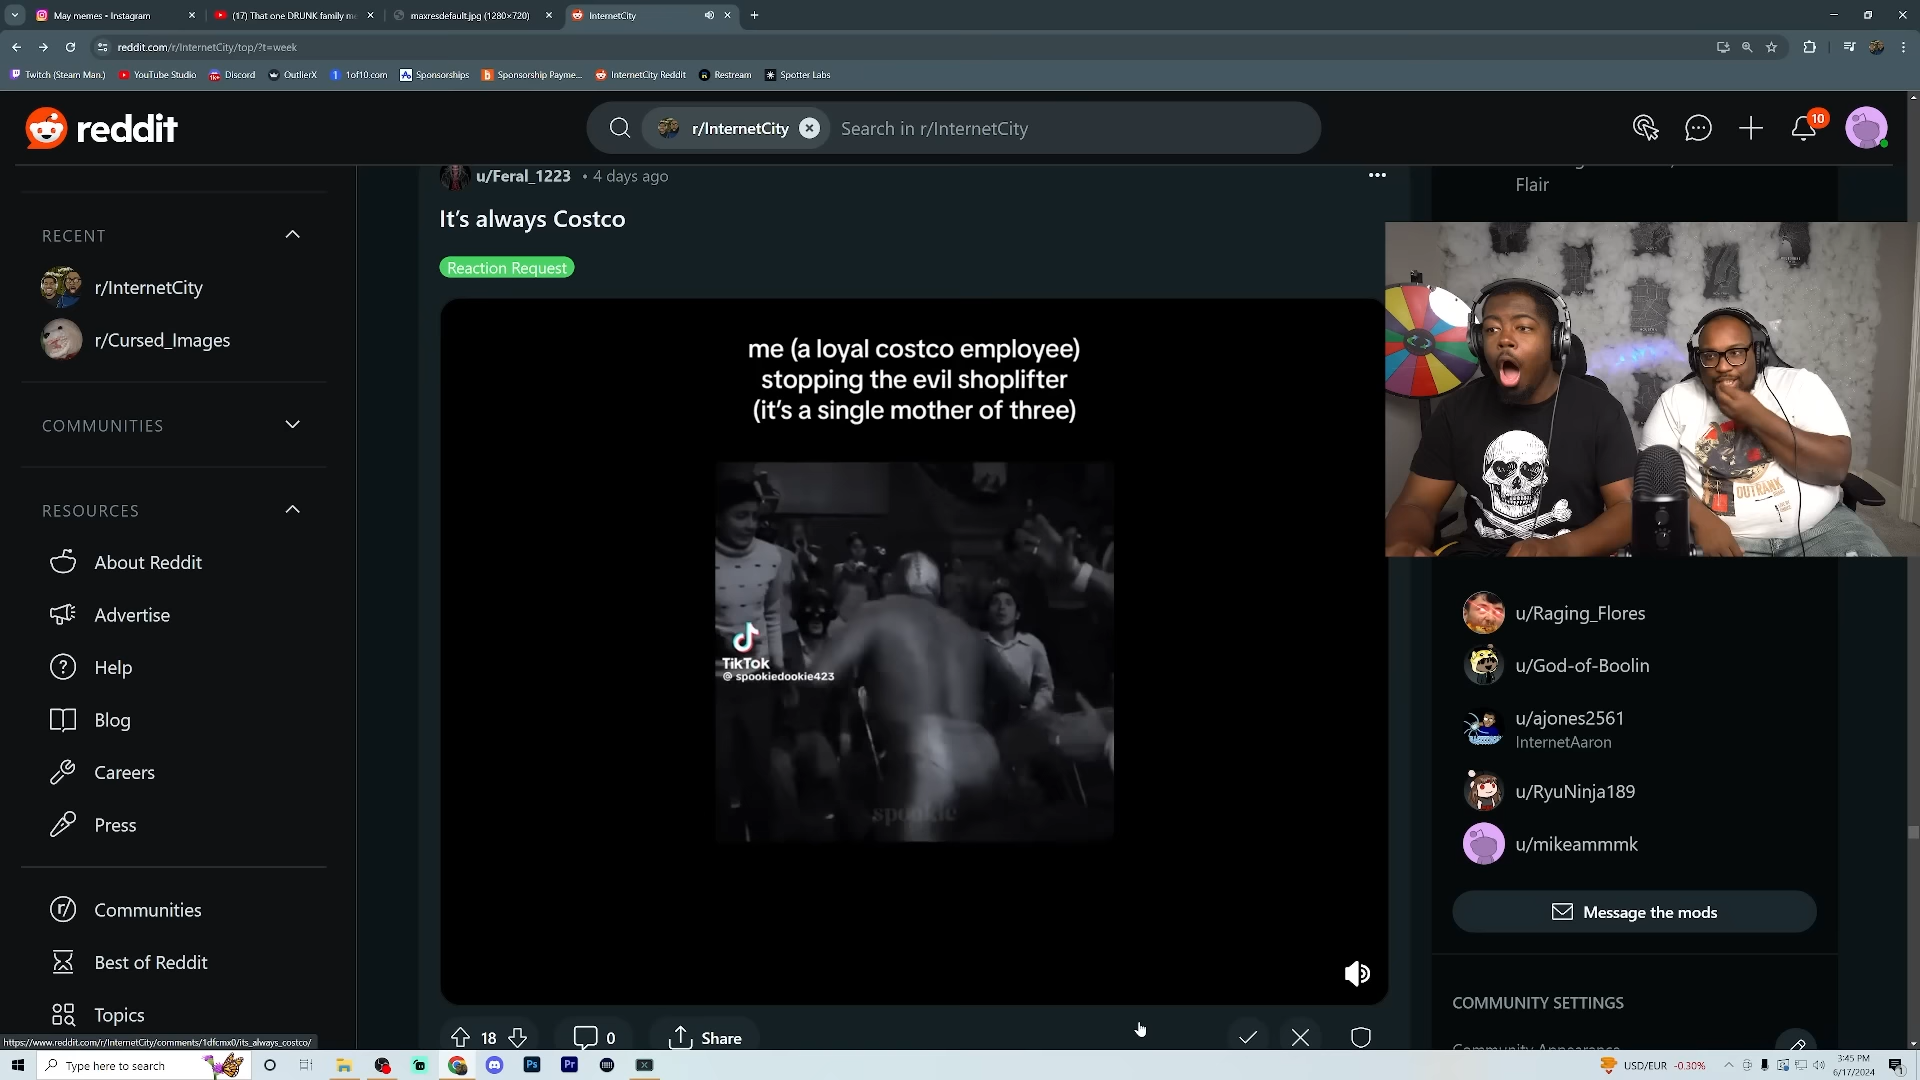 May memes - Instagram
(17) That one DRUNK family me
maxresdefault.jpg (1280×720)
InternetCity
reddit.com/r/InternetCity/top/?t=week
Twitch (Steam Man.)
YouTube Studio
Discord
OutlierX
1of10.com
Sponsorships
Sponsorship Payme...
InternetCity Reddit
Restream
Spotter Labs
reddit
r/InternetCity
Search in r/InternetCity
10
RECENT
r/InternetCity
r/Cursed_Images
COMMUNITIES
RESOURCES
About Reddit
Advertise
Help
Blog
Careers
Press
Communities
Best of Reddit
Topics
https://www.reddit.com/r/InternetCity/comments/1dfcmx0/its_always_costco/
u/Feral_1223 • 4 days ago
It's always Costco
Reaction Request
me (a loyal costco employee)
stopping the evil shoplifter
(it's a single mother of three)
TikTok
@ spookiedookie423
spookie
18
0
Share
Flair
OUTRANK
u/Raging_Flores
u/God-of-Boolin
u/ajones2561
InternetAaron
u/RyuNinja189
u/mikeammmk
Message the mods
COMMUNITY SETTINGS
Community Appearance
Type here to search
USD/EUR -0.30%
3:45 PM
6/17/2024